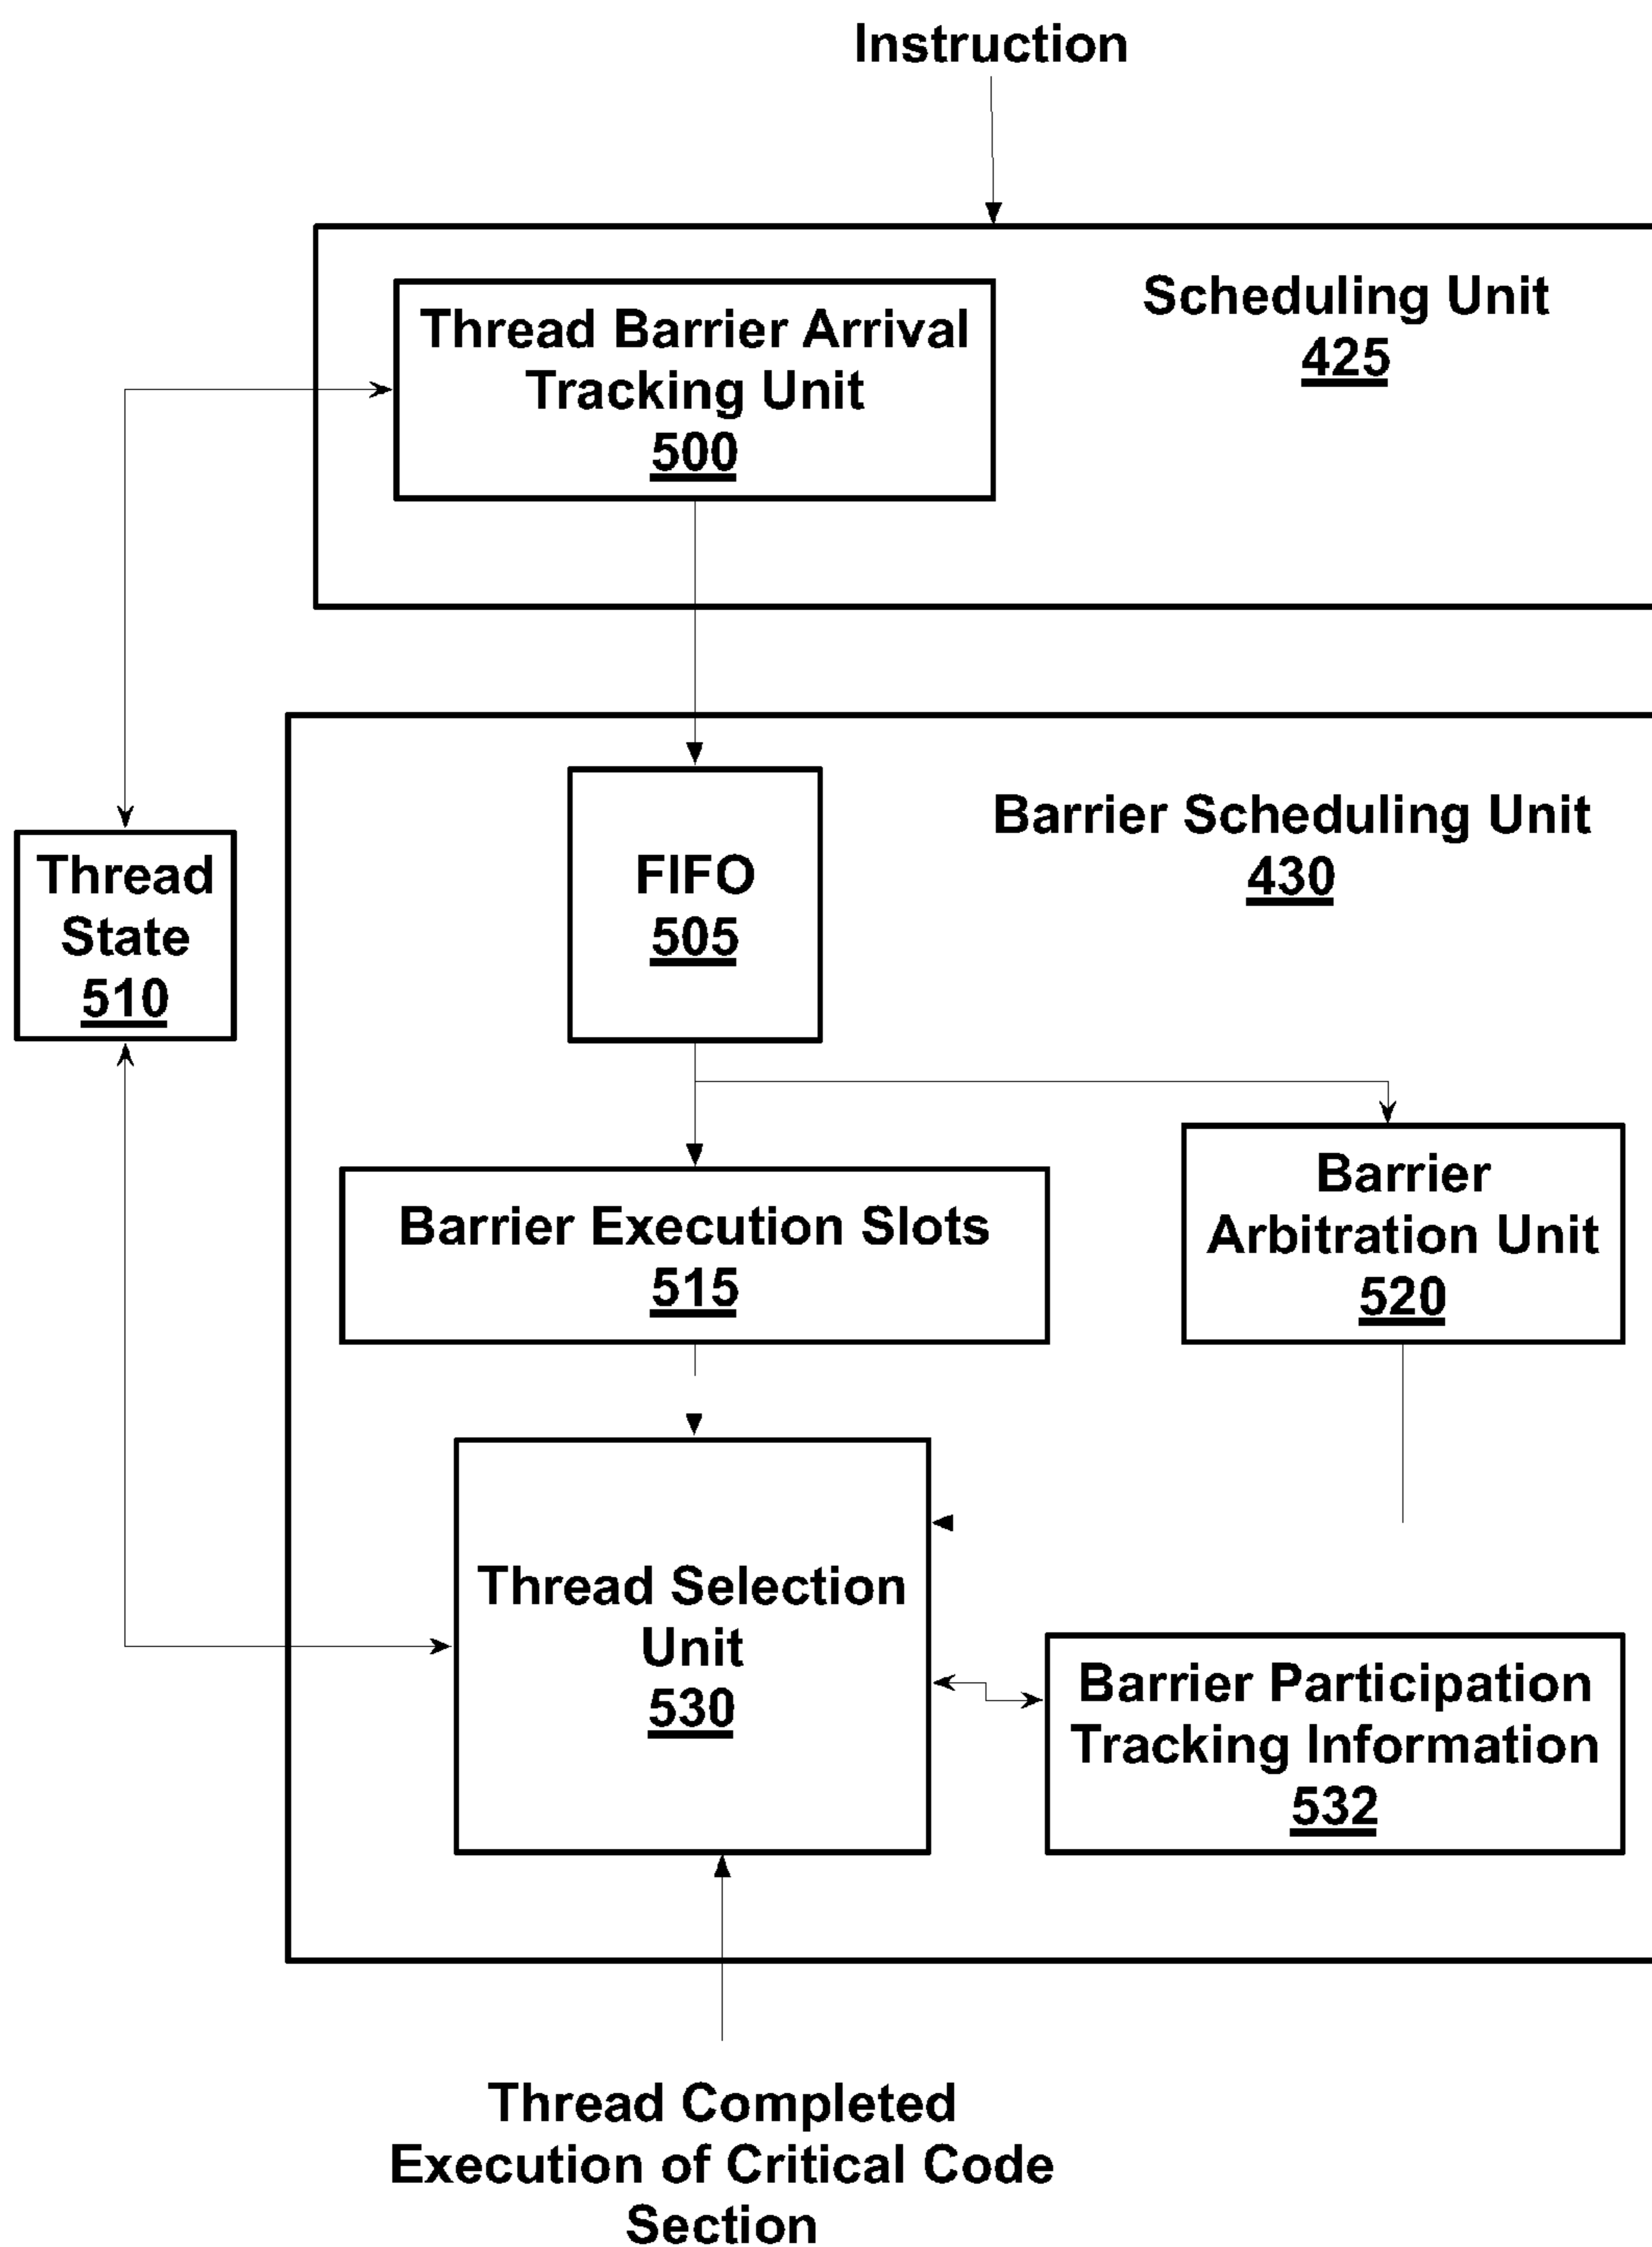 Instruction
Scheduling Unit
425
Thread Barrier Arrival
Tracking Unit
500
Barrier Scheduling Unit
430
FIFO
505
Thread
State
510
Barrier Execution Slots
515
Barrier
Arbitration Unit
520
Thread Selection
Unit
530
Barrier Participation
Tracking Information
532
Thread Completed
Execution of Critical Code
Section